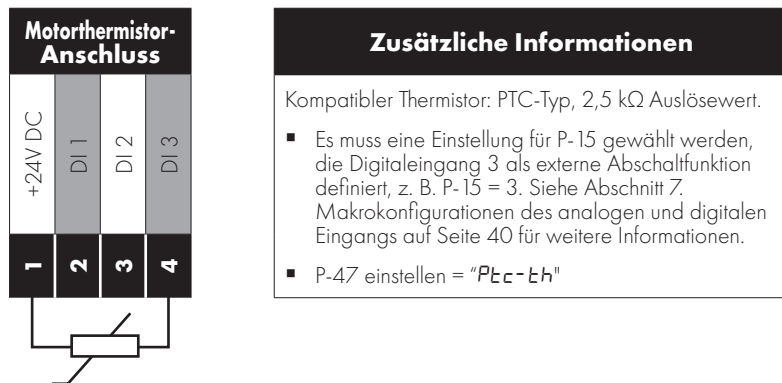 Motorthermistor-
Anschluss
+24V DC
DI 1
DI 2
DI 3
1
2
3
4
Zusätzliche Informationen
Kompatibler Thermistor: PTC-Typ, 2,5 kΩ Auslösewert.
▪ Es muss eine Einstellung für P-15 gewählt werden,
die Digitaleingang 3 als externe Abschaltfunktion
definiert, z. B. P-15 = 3. Siehe Abschnitt 7.
Makrokonfigurationen des analogen und digitalen
Eingangs auf Seite 40 für weitere Informationen.
▪ P-47 einstellen = "Ptc-th"